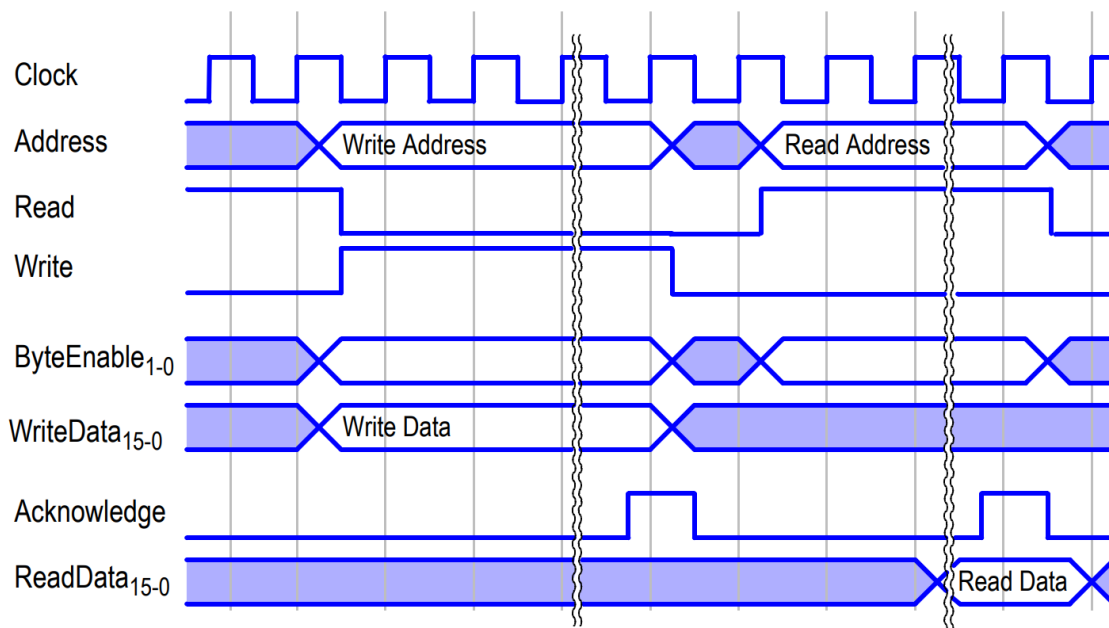 Clock
Address Write Address Read Address
Read
Write
ByteEnable1-0
WriteData15-0 Write Data
Acknowledge
ReadData15-0 Read Data